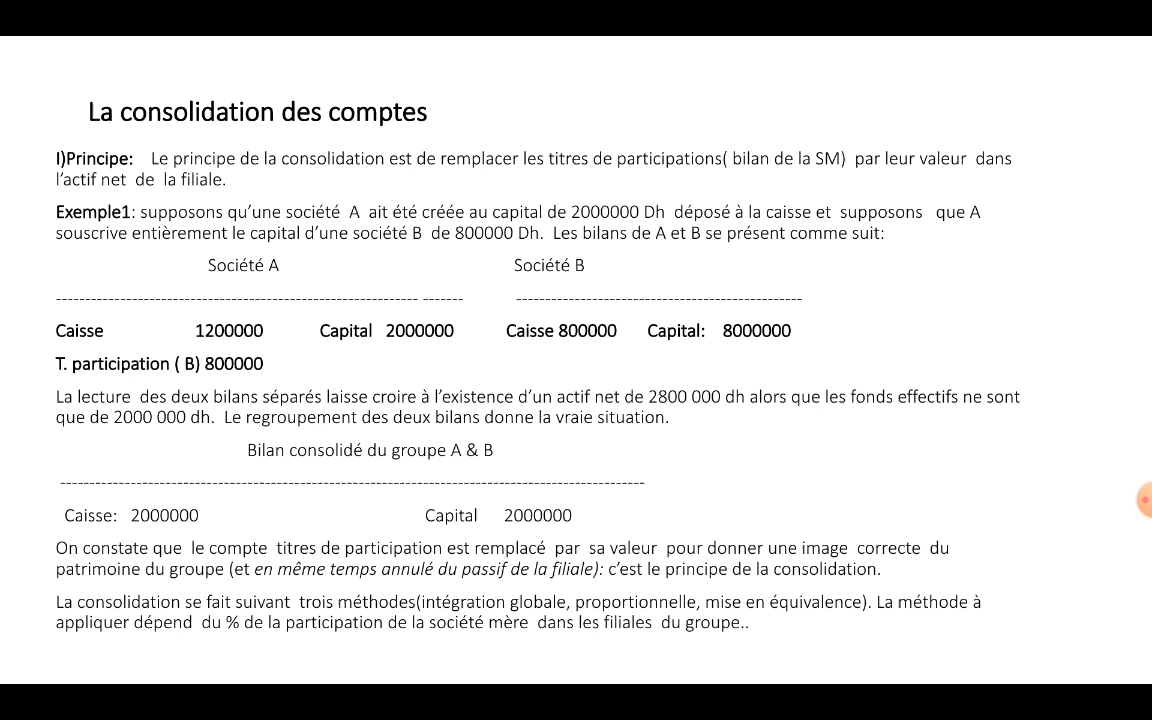 La consolidation des comptes
I)Principe: Le principe de la consolidation est de remplacer les titres de participations( bilan de la SM) par leur valeur dans
l'actif net de la filiale.
Exemple1: supposons qu'une société A ait été créée au capital de 2000000 Dh déposé à la caisse et supposons que A
souscrive entièrement le capital d'une société B de 800000 Dh. Les bilans de A et B se présent comme suit:
Société A Société B
-------------------------------------------------------------- ------- -------------------------------------------------
Caisse 1200000 Capital 2000000 Caisse 800000 Capital: 8000000
T. participation ( B) 800000
La lecture des deux bilans séparés laisse croire à l'existence d'un actif net de 2800 000 dh alors que les fonds effectifs ne sont
que de 2000 000 dh. Le regroupement des deux bilans donne la vraie situation.
Bilan consolidé du groupe A & B
----------------------------------------------------------------------------------------------------
Caisse: 2000000 Capital 2000000
On constate que le compte titres de participation est remplacé par sa valeur pour donner une image correcte du
patrimoine du groupe (et en même temps annulé du passif de la filiale): c'est le principe de la consolidation.
La consolidation se fait suivant trois méthodes(intégration globale, proportionnelle, mise en équivalence). La méthode à
appliquer dépend du % de la participation de la société mère dans les filiales du groupe..